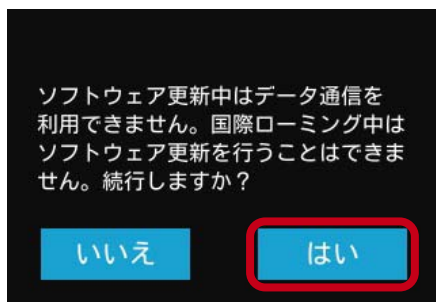 ソフトウェア更新中はデータ通信を
利用できません。国際ローミング中は
ソフトウェア更新を行うことはできま
せん。続行しますか？
いいえ
はい